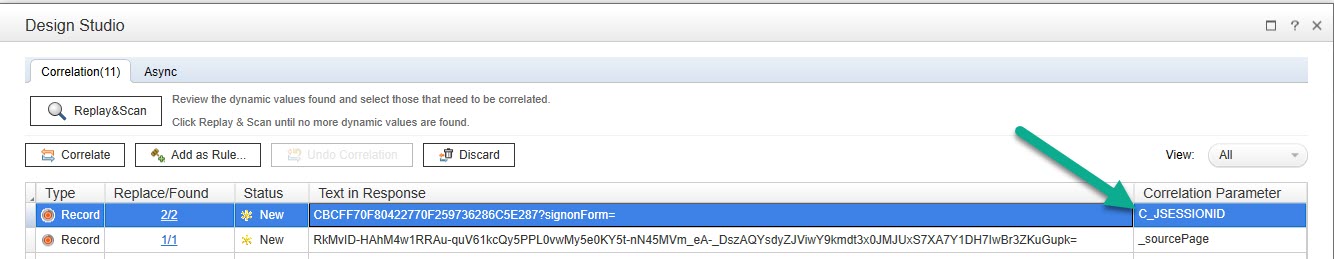 Design Studio
Correlation(11) Async
Replay&Scan
Review the dynamic values found and select those that need to be correlated.
Click Replay & Scan until no more dynamic values are found.
Correlate Add as Rule... Undo Correlation Discard View: All
Type Replace/Found Status Text in Response Correlation Parameter
Record 2/2 New CBCFF70F80422770F259736286C5E287?signonForm= C_JSESSIONID
Record 1/1 New RkMvID-HAhM4w1RRAu-quV61kcQy5PPL0vwMy5e0KY5t-nN45MVm_eA-_DszAQYsdyZJViwY9kmdt3x0JMJUxS7XA7Y1DH7IwBr3ZKuGupk= _sourcePage